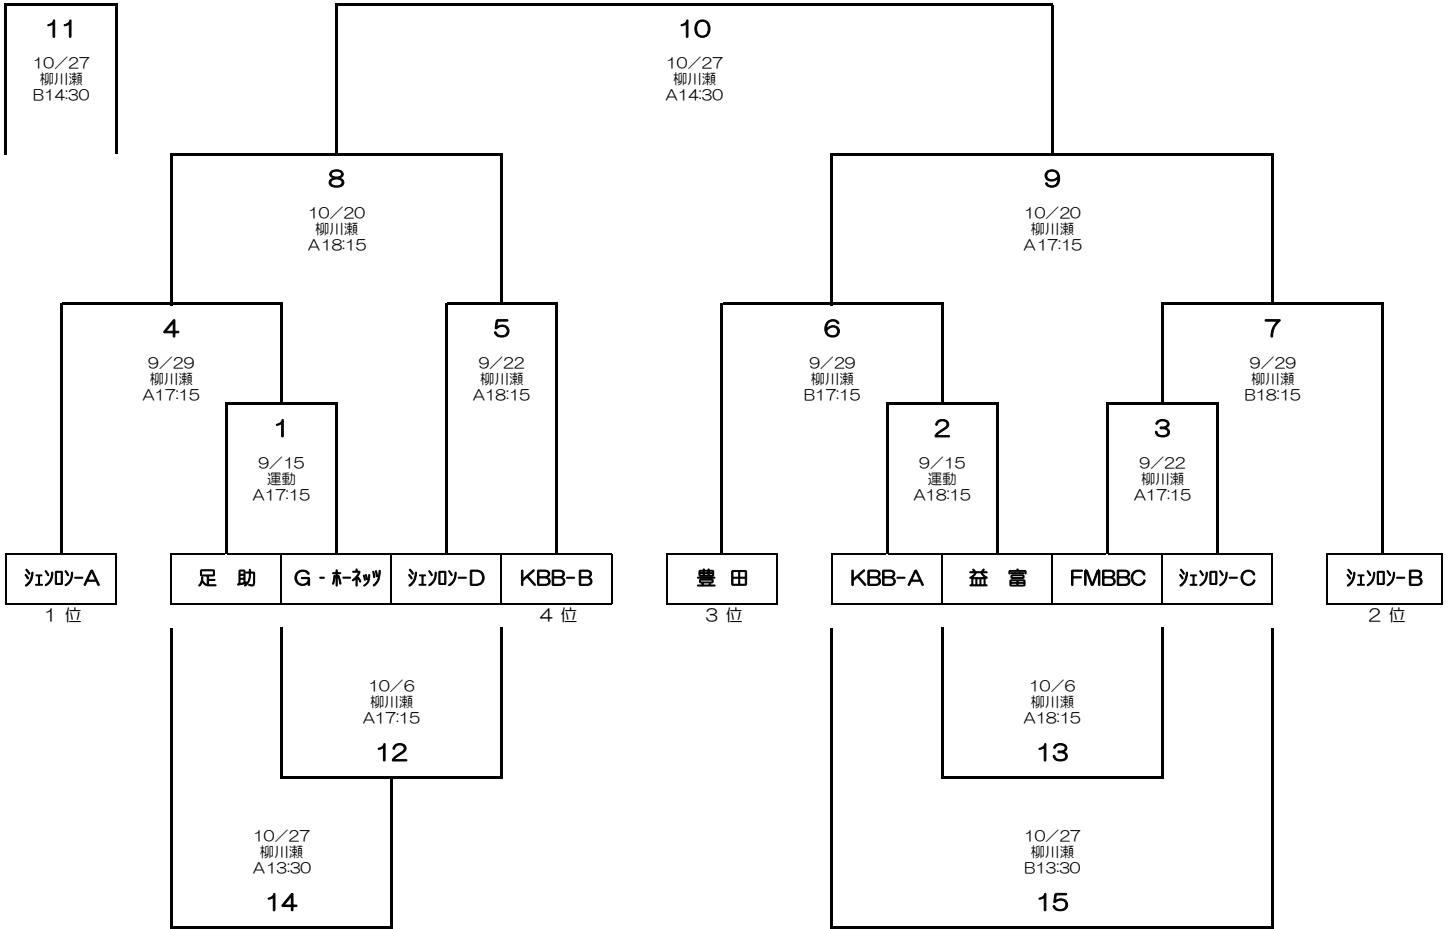 11
10／27
柳川瀬
B14:30
10
10／27
柳川瀬
A14:30
8
10／20
柳川瀬
A18:15
9
10／20
柳川瀬
A17:15
4
9／29
柳川瀬
A17:15
5
9／22
柳川瀬
A18:15
6
9／29
柳川瀬
B17:15
7
9／29
柳川瀬
B18:15
1
9／15
運動
A17:15
2
9／15
運動
A18:15
3
9／22
柳川瀬
A17:15
ｼｪﾝﾛﾝｰA
足　助
G - ﾎｰﾈｯﾂ
ｼｪﾝﾛﾝｰD
KBB-B
豊　田
KBB-A
益　富
FMBBC
ｼｪﾝﾛﾝｰC
ｼｪﾝﾛﾝｰB
1 位
4 位
3 位
2 位
10／6
柳川瀬
A17:15
12
10／6
柳川瀬
A18:15
13
10／27
柳川瀬
A13:30
14
10／27
柳川瀬
B13:30
15